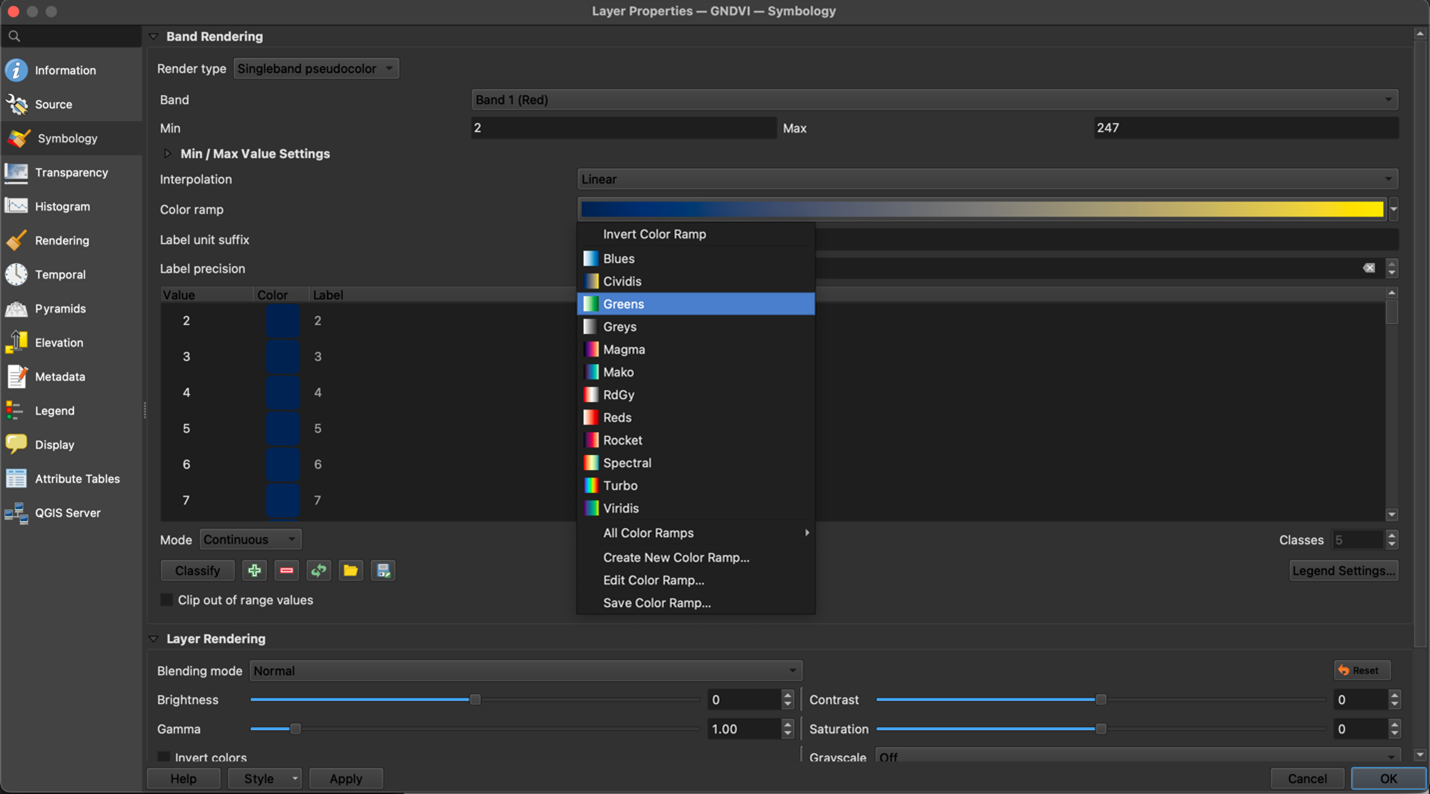 Layer Properties — GNDVI — Symbology
Information
Source
Symbology
Transparency
Histogram
Rendering
Temporal
Pyramids
Elevation
Metadata
Legend
Display
Attribute Tables
QGIS Server
Band Rendering
Render type Singleband pseudocolor
Band Band 1 (Red)
Min 2 Max 247
Min / Max Value Settings
Interpolation Linear
Color ramp
Label unit suffix
Label precision
Invert Color Ramp
Blues
Cividis
Greens
Greys
Magma
Mako
RdGy
Reds
Rocket
Spectral
Turbo
Viridis
All Color Ramps
Create New Color Ramp...
Edit Color Ramp...
Save Color Ramp...
Value Color Label
2 2
3 3
4 4
5 5
6 6
7 7
Mode Continuous Classes 5
Classify Legend Settings...
Clip out of range values
Layer Rendering
Blending mode Normal Reset
Brightness 0 Contrast 0
Gamma 1.00 Saturation 0
Invert colors Grayscale Off
Help Style Apply Cancel OK